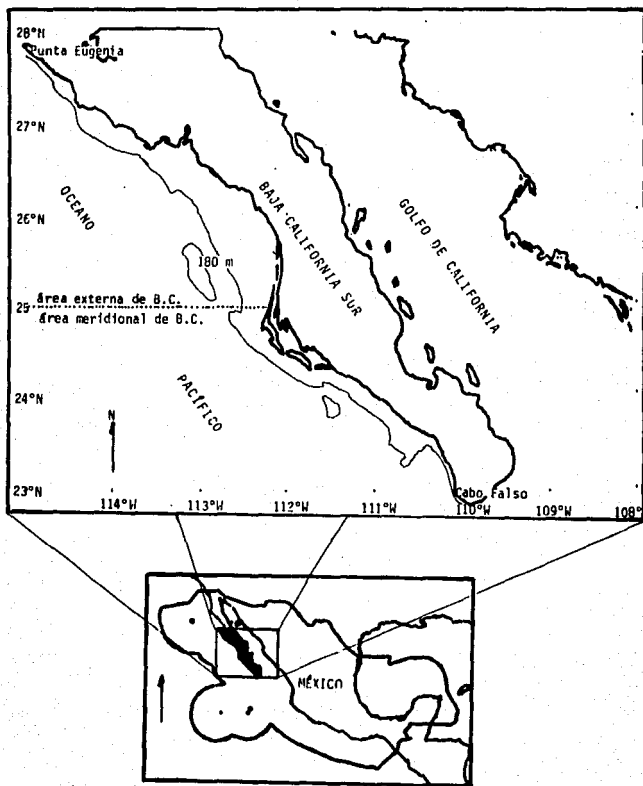 28°N
Punta Eugenia
27°N
OCEANO
BAJA CALIFORNIA SUR
GOLFO DE CALIFORNIA
26°N
180 m
área externa de B.C.
25°
área meridional de B.C.
24°N
PACÍFICO
N
23°N
Cabo Falso
114°W
113°W
112°W
111°W
110°W
109°W
108°
MÉXICO